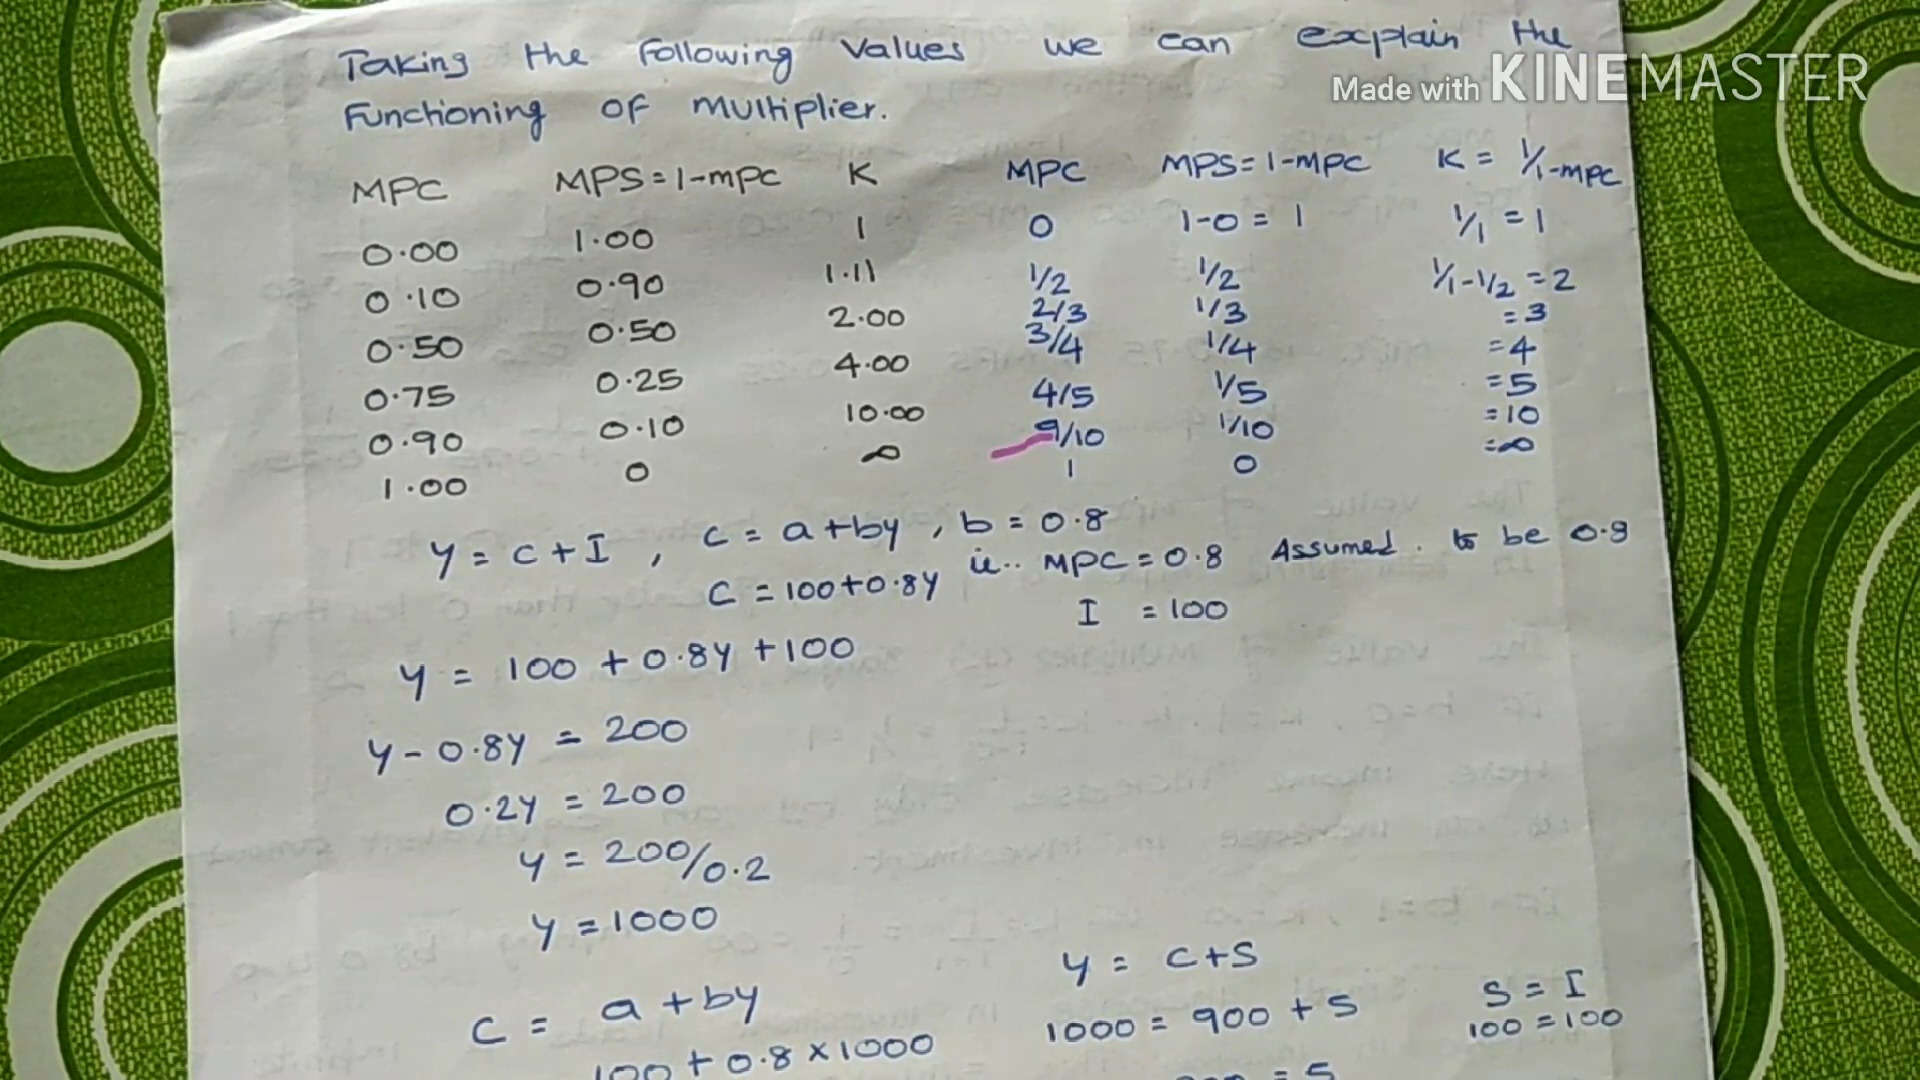 Taking the Following Values we can explain the
Made with KINEMASTER
Functioning of multiplier.
MPC MPS = 1-mpc K MPC MPS = 1-mpc K = 1/1-mpc
0.00 1.00 1 0 1-0 = 1 1/1 = 1
0.10 0.90 1.11 1/2 1/2 1/1-1/2 = 2
0.50 0.50 2.00 2/3 1/3 = 3
0.75 0.25 4.00 3/4 1/4 = 4
0.90 0.10 10.00 4/5 1/5 = 5
1.00 0 ∞ 9/10 1/10 = 10
1 0 = ∞
y = C + I , C = a + by , b = 0.8
C = 100 + 0.8y ie.. MPC = 0.8 Assumed. to be 0.8
I = 100
y = 100 + 0.8y + 100
y - 0.8y = 200
0.2y = 200
y = 200/0.2
y = 1000
C = a + by
100 + 0.8 x 1000
y = C + S
1000 = 900 + S
= S
S = I
100 = 100